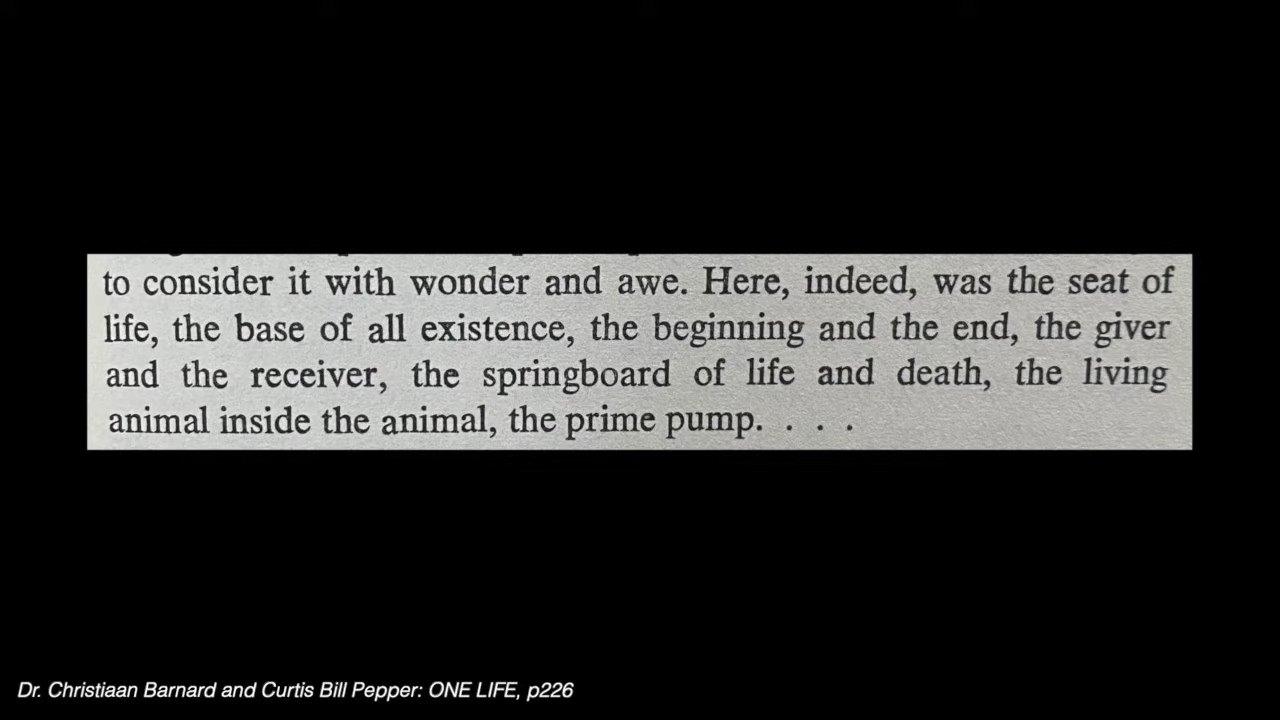 to consider it with wonder and awe. Here, indeed, was the seat of
life, the base of all existence, the beginning and the end, the giver
and the receiver, the springboard of life and death, the living
animal inside the animal, the prime pump. . . .
Dr. Christiaan Barnard and Curtis Bill Pepper: ONE LIFE, p226